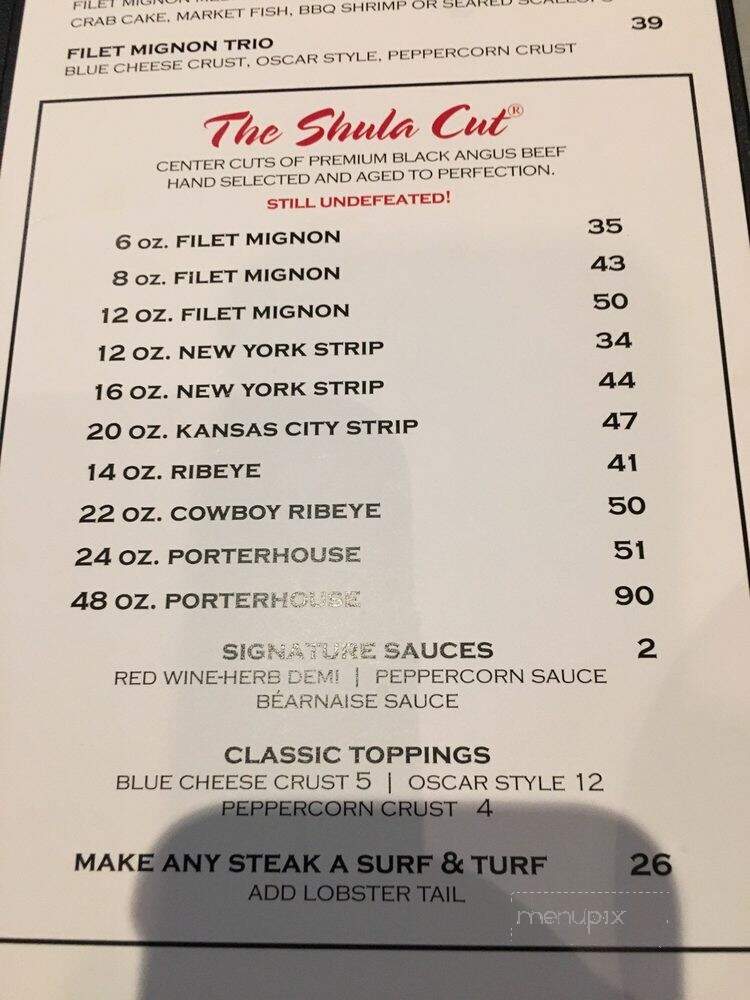 FILET MIGNON
CRAB CAKE, MARKET FISH, BBQ SHRIMP OR SEARED SCALLOPS
FILET MIGNON TRIO 39
BLUE CHEESE CRUST, OSCAR STYLE, PEPPERCORN CRUST
The Shula Cut®
CENTER CUTS OF PREMIUM BLACK ANGUS BEEF
HAND SELECTED AND AGED TO PERFECTION.
STILL UNDEFEATED!
6 OZ. FILET MIGNON 35
8 OZ. FILET MIGNON 43
12 OZ. FILET MIGNON 50
12 OZ. NEW YORK STRIP 34
16 OZ. NEW YORK STRIP 44
20 OZ. KANSAS CITY STRIP 47
14 OZ. RIBEYE 41
22 OZ. COWBOY RIBEYE 50
24 OZ. PORTERHOUSE 51
48 OZ. PORTERHOUSE 90
SIGNATURE SAUCES 2
RED WINE-HERB DEMI | PEPPERCORN SAUCE
BÉARNAISE SAUCE
CLASSIC TOPPINGS
BLUE CHEESE CRUST 5 | OSCAR STYLE 12
PEPPERCORN CRUST 4
MAKE ANY STEAK A SURF & TURF 26
ADD LOBSTER TAIL
menupix